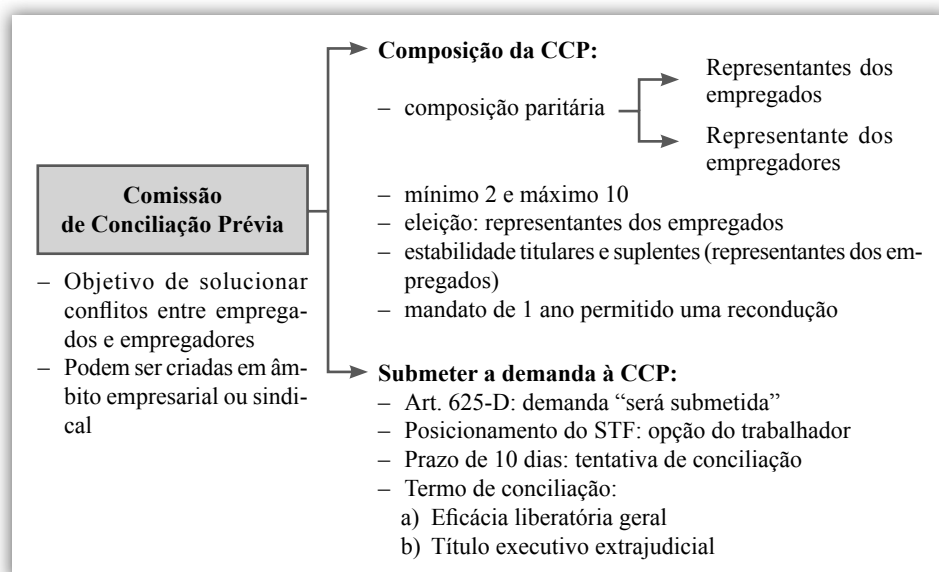 Comissão
de Conciliação Prévia
– Objetivo de solucionar
conflitos entre emprega-
dos e empregadores
– Podem ser criadas em âm-
bito empresarial ou sindi-
cal
Composição da CCP:
– composição paritária
Representantes dos
empregados
Representante dos
empregadores
– mínimo 2 e máximo 10
– eleição: representantes dos empregados
– estabilidade titulares e suplentes (representantes dos em-
pregados)
– mandato de 1 ano permitido uma recondução
Submeter a demanda à CCP:
– Art. 625-D: demanda “será submetida”
– Posicionamento do STF: opção do trabalhador
– Prazo de 10 dias: tentativa de conciliação
– Termo de conciliação:
a) Eficácia liberatória geral
b) Título executivo extrajudicial